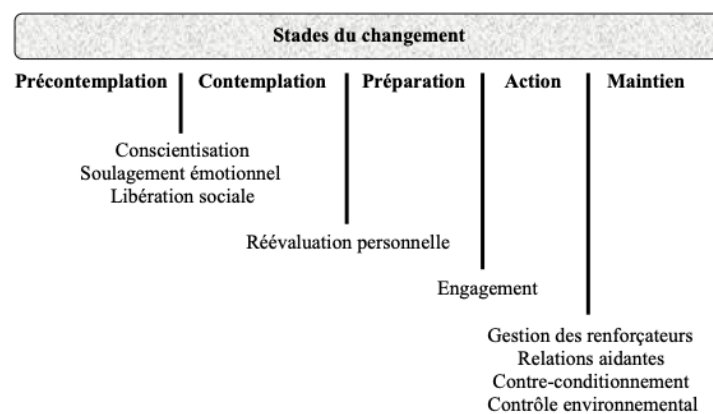 Stades du changement
Précontemplation Contemplation Préparation Action Maintien
Conscientisation
Soulagement émotionnel
Libération sociale
Réévaluation personnelle
Engagement
Gestion des renforçateurs
Relations aidantes
Contre-conditionnement
Contrôle environnemental